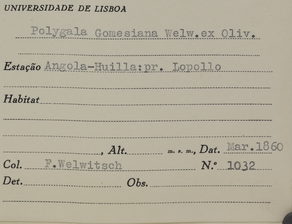 UNIVERSIDADE DE LISBOA
Polygala Gomesiana Welw.ex Oliv.
Estação Angola-Huilla:pr. Lopollo
Habitat
, Alt. m. s. m., Dat. Mar.1860
Col. F.Welwitsch N.º 1032
Det. Obs.